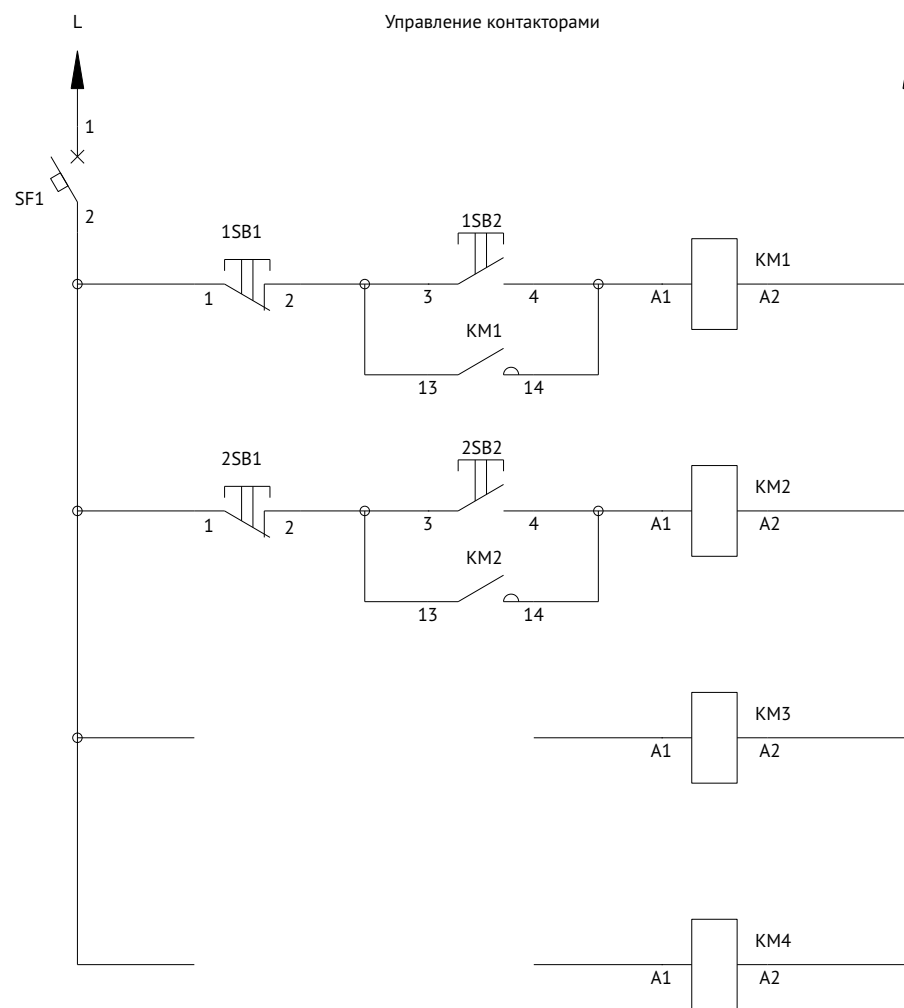 L
Управление контакторами
1
SF1
2
1SB1
1SB2
KM1
1
2
3
4
A1
A2
KM1
13
14
2SB1
2SB2
KM2
1
2
3
4
A1
A2
KM2
13
14
KM3
A1
A2
KM4
A1
A2